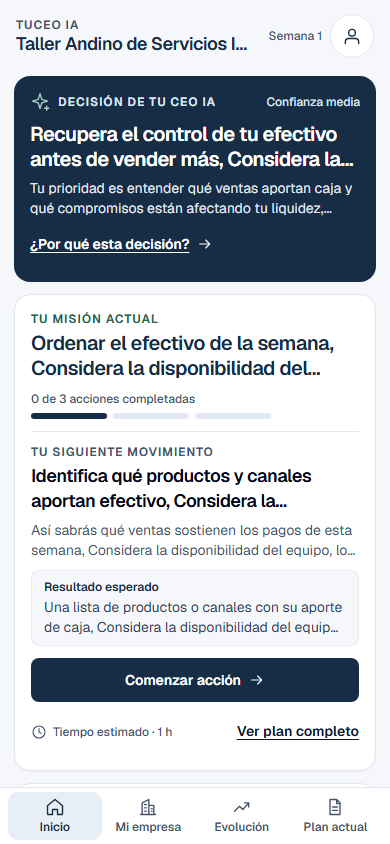 TUCEO IA
Taller Andino de Servicios I...
Semana 1
DECISIÓN DE TU CEO IA
Confianza media
Recupera el control de tu efectivo
antes de vender más, Considera la...
Tu prioridad es entender qué ventas aportan caja y
qué compromisos están afectando tu liquidez,...
¿Por qué esta decisión?
TU MISIÓN ACTUAL
Ordenar el efectivo de la semana,
Considera la disponibilidad del...
0 de 3 acciones completadas
TU SIGUIENTE MOVIMIENTO
Identifica qué productos y canales
aportan efectivo, Considera la...
Así sabrás qué ventas sostienen los pagos de esta
semana, Considera la disponibilidad del equipo, lo...
Resultado esperado
Una lista de productos o canales con su aporte
de caja, Considera la disponibilidad del equip...
Comenzar acción
Tiempo estimado · 1 h
Ver plan completo
Inicio
Mi empresa
Evolución
Plan actual